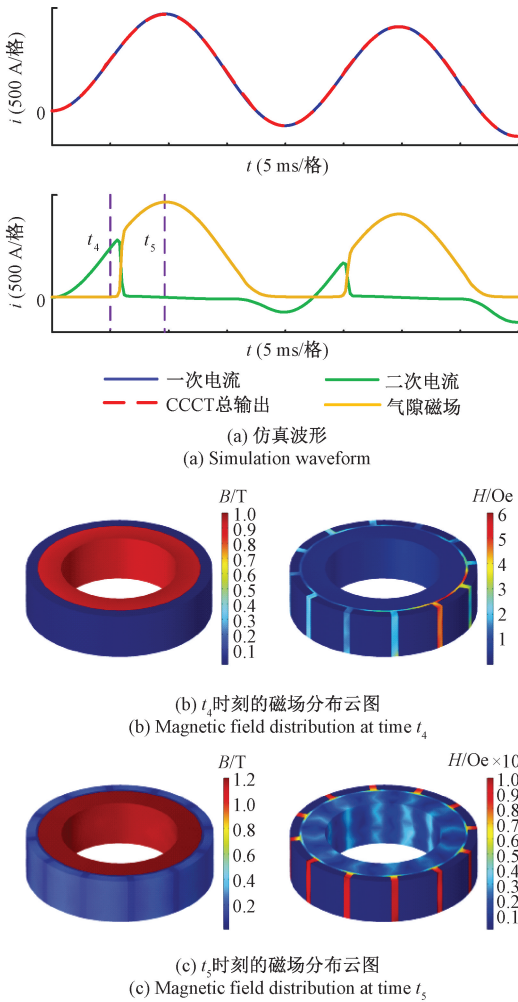 i (500 A/格)
0
t (5 ms/格)
i (500 A/格)
t₄
t₅
0
t (5 ms/格)
一次电流
二次电流
CCCT总输出
气隙磁场
(a) 仿真波形
(a) Simulation waveform
B/T
1.0
0.9
0.8
0.7
0.6
0.5
0.4
0.3
0.2
0.1
H/Oe
6
5
4
3
2
1
(b) t₄时刻的磁场分布云图
(b) Magnetic field distribution at time t₄
B/T
1.2
1.0
0.8
0.6
0.4
0.2
H/Oe ×10
1.0
0.9
0.8
0.7
0.6
0.5
0.4
0.3
0.2
0.1
(c) t₅时刻的磁场分布云图
(c) Magnetic field distribution at time t₅